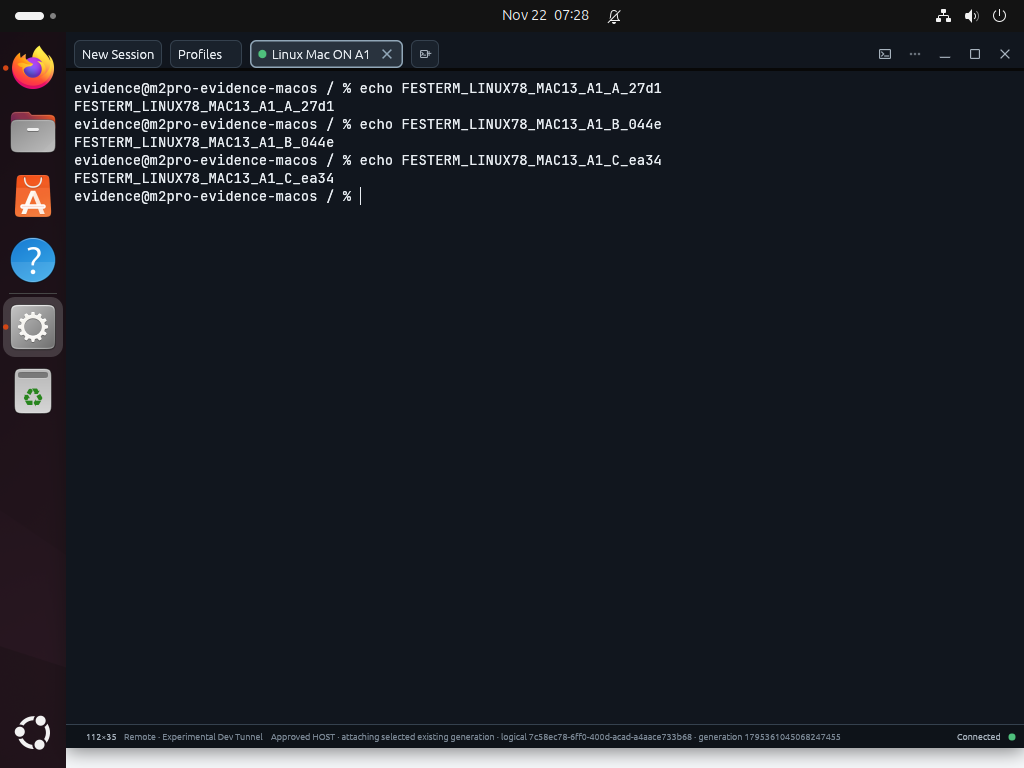 Nov 22 07:28
New Session
Profiles
Linux Mac ON A1
evidence@m2pro-evidence-macos / % echo FESTERM_LINUX78_MAC13_A1_A_27d1
FESTERM_LINUX78_MAC13_A1_A_27d1
evidence@m2pro-evidence-macos / % echo FESTERM_LINUX78_MAC13_A1_B_044e
FESTERM_LINUX78_MAC13_A1_B_044e
evidence@m2pro-evidence-macos / % echo FESTERM_LINUX78_MAC13_A1_C_ea34
FESTERM_LINUX78_MAC13_A1_C_ea34
evidence@m2pro-evidence-macos / %
112×35 Remote · Experimental Dev Tunnel Approved HOST · attaching selected existing generation · logical 7c58ec78-6ff0-400d-acad-a4aace733b68 · generation 1795361045068247455 Connected